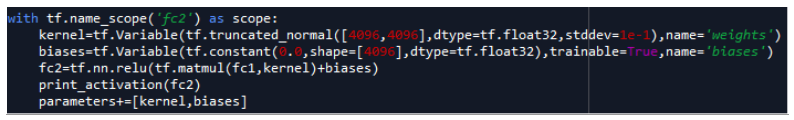 with tf.name_scope('fc2') as scope:
    kernel=tf.Variable(tf.truncated_normal([4096,4096],dtype=tf.float32,stddev=1e-1),name='weights')
    biases=tf.Variable(tf.constant(0.0,shape=[4096],dtype=tf.float32),trainable=True,name='biases')
    fc2=tf.nn.relu(tf.matmul(fc1,kernel)+biases)
    print_activation(fc2)
    parameters+=[kernel,biases]